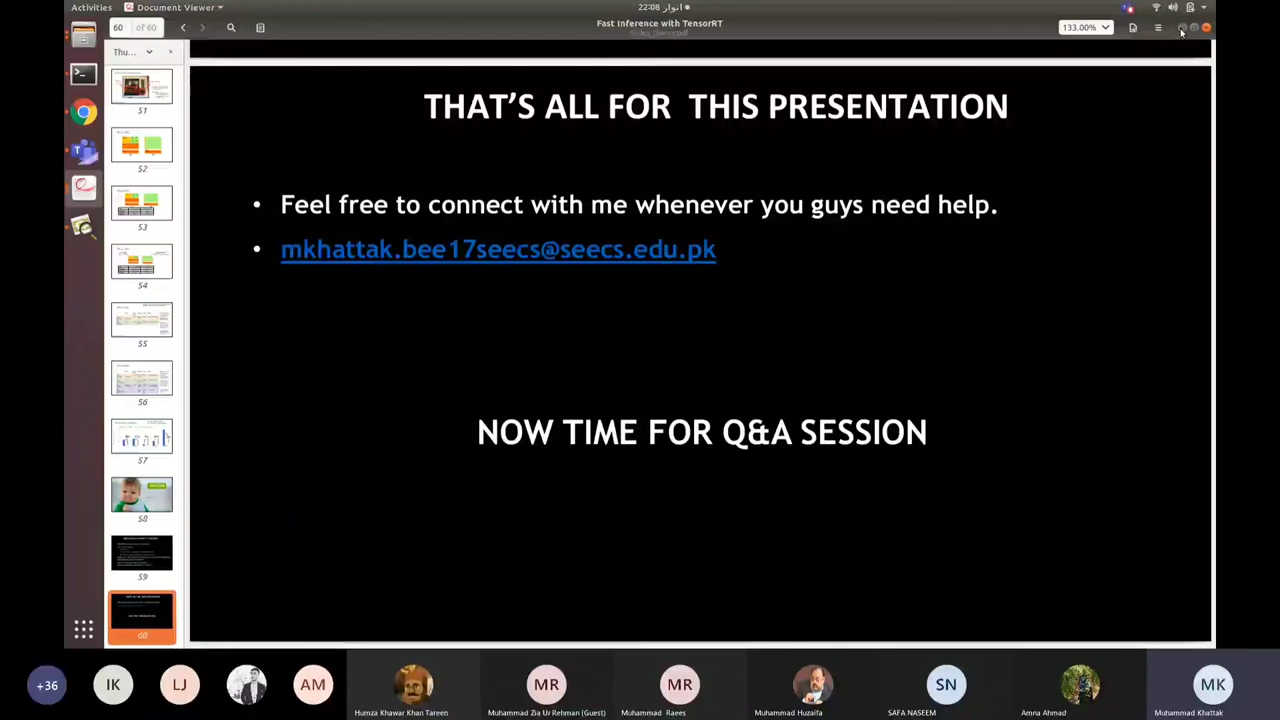 Activities
Document Viewer
22:08 اتوار
60
of 60
Fast Inference with TensorRT
133.00%
Thu...
51
52
53
54
55
56
57
58
59
60
THAT'S ALL FOR THIS PRESENTATION
• Feel free to connect with me whenever you guys need help.
• mkhattak.bee17seecs@seecs.edu.pk
NOW TIME FOR Q&A SESSION
+36
IK
LJ
AM
MR
MR
SN
MK
Humza Khawar Khan Tareen
Muhammad Zia Ur Rehman (Guest)
Muhammad Raees
Muhammad Huzaifa
SAFA NASEEM
Amna Ahmad
Muhammad Khattak